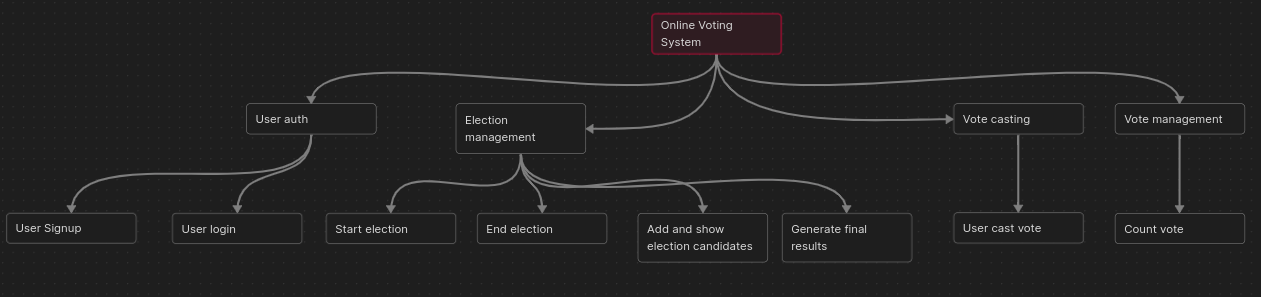 Online Voting
System
User auth
Election
management
Vote casting
Vote management
User Signup
User login
Start election
End election
Add and show
election candidates
Generate final
results
User cast vote
Count vote